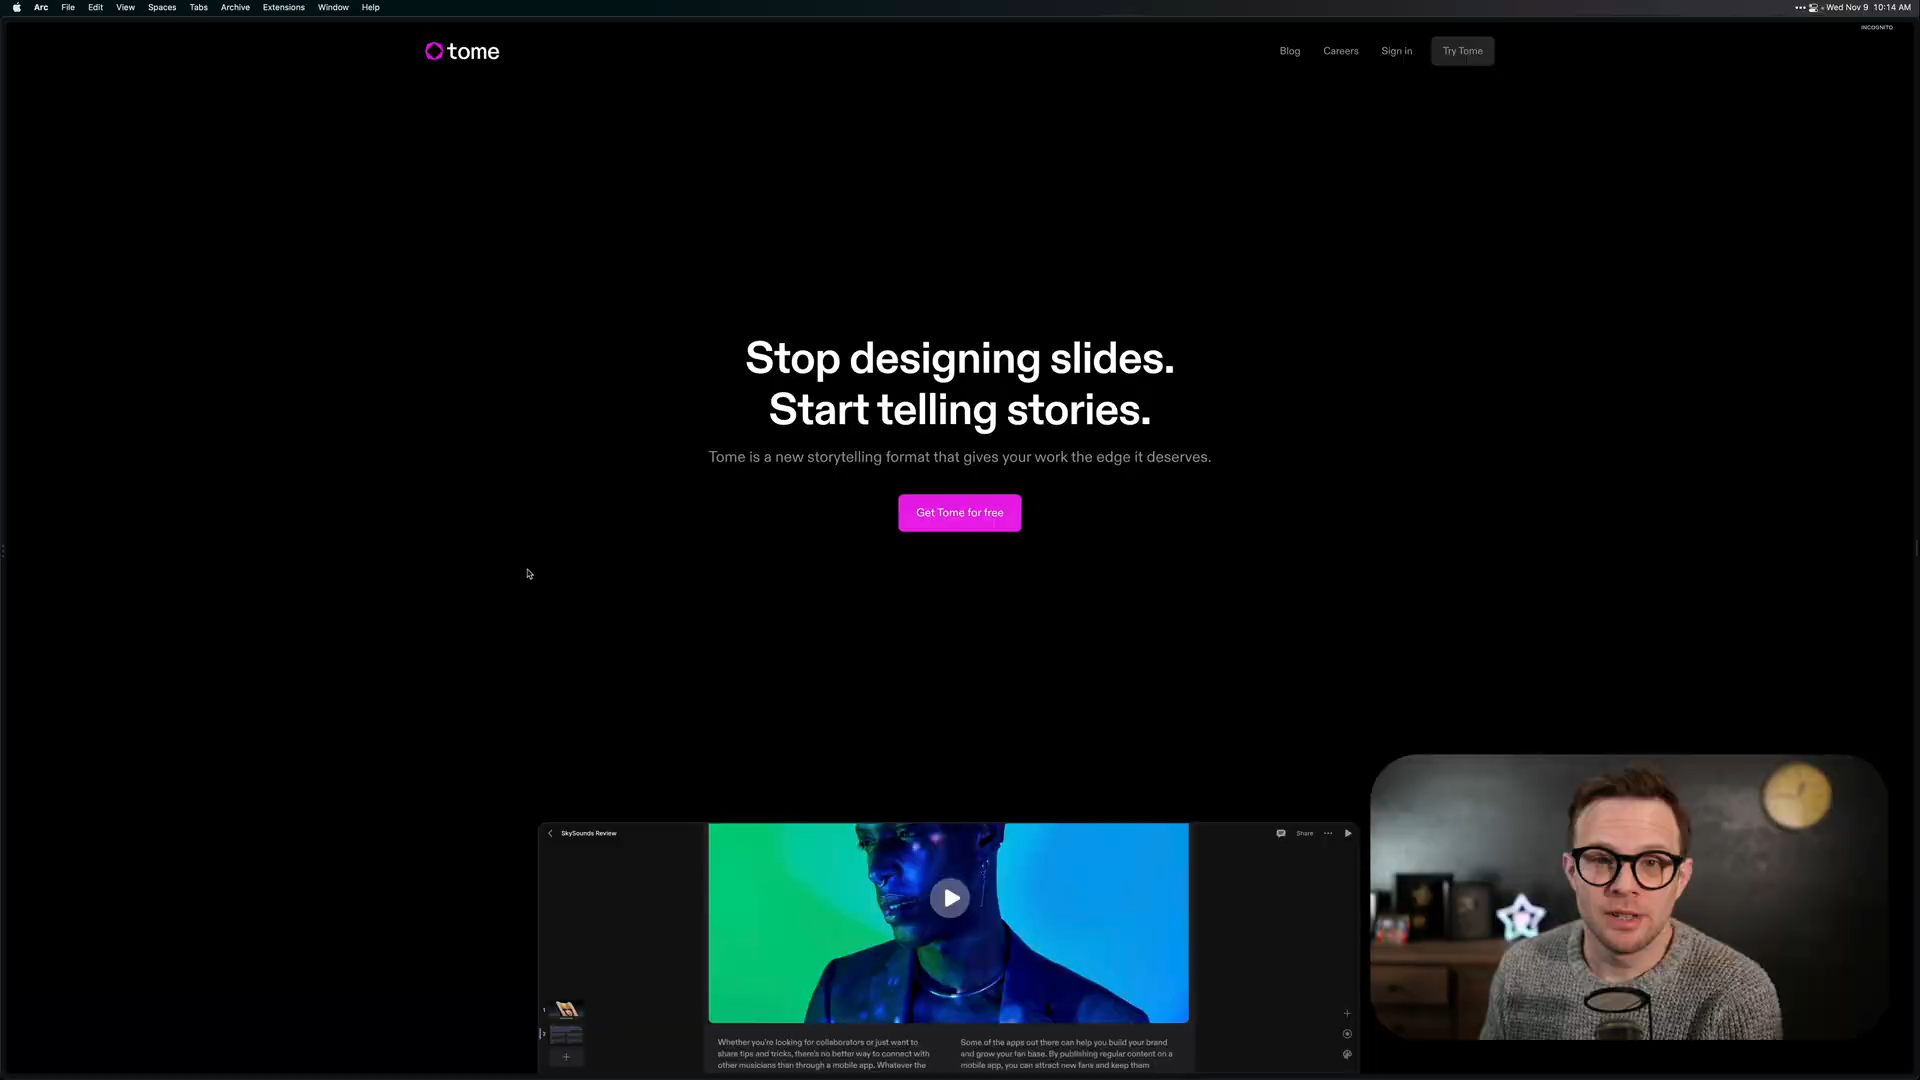 Arc File Edit View Spaces Tabs Archive Extensions Window Help
Wed Nov 9 10:14 AM
INCOGNITO
tome
Blog Careers Sign in Try Tome
Stop designing slides.
Start telling stories.
Tome is a new storytelling format that gives your work the edge it deserves.
Get Tome for free
SkySounds Review
Share
1
2
Whether you're looking for collaborators or just want to
share tips and tricks, there's no better way to connect with
other musicians than through a mobile app. Whatever the
Some of the apps out there can help you build your brand
and grow your fan base. By publishing regular content on a
mobile app, you can attract new fans and keep them